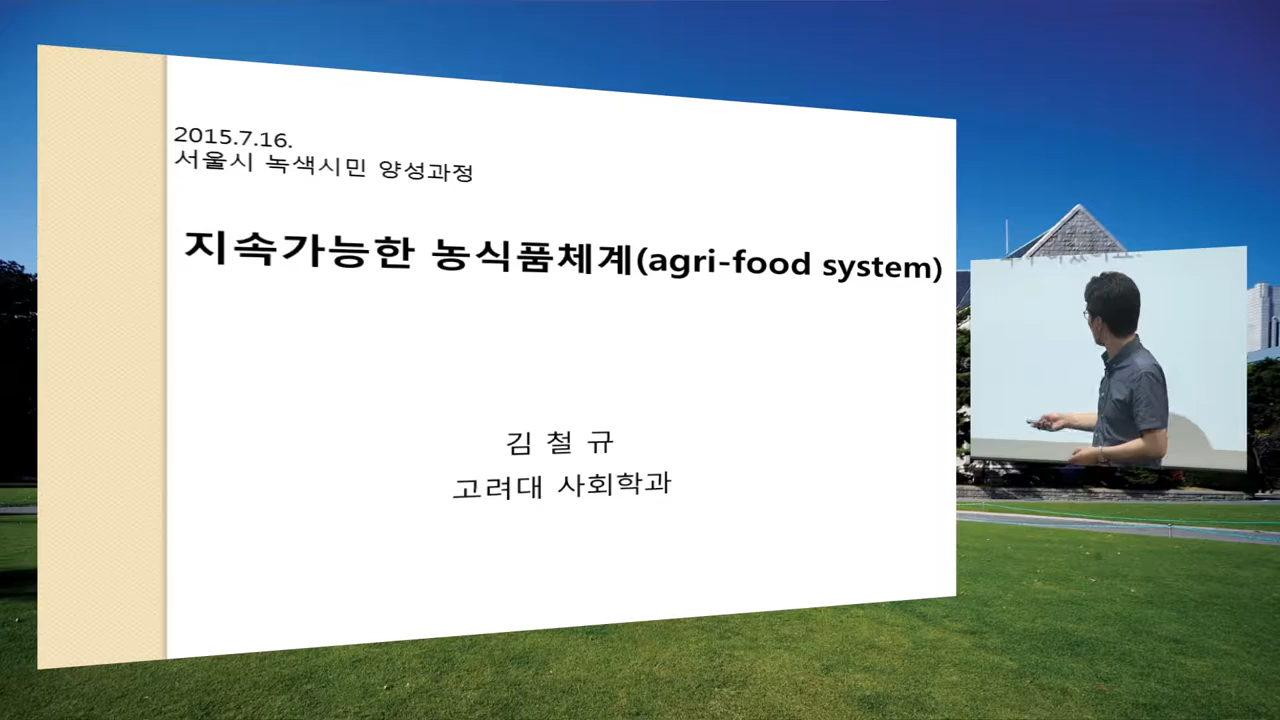 2015.7.16.
서울시 녹색시민 양성과정
지속가능한 농식품체계(agri-food system)
김 철 규
고려대 사회학과